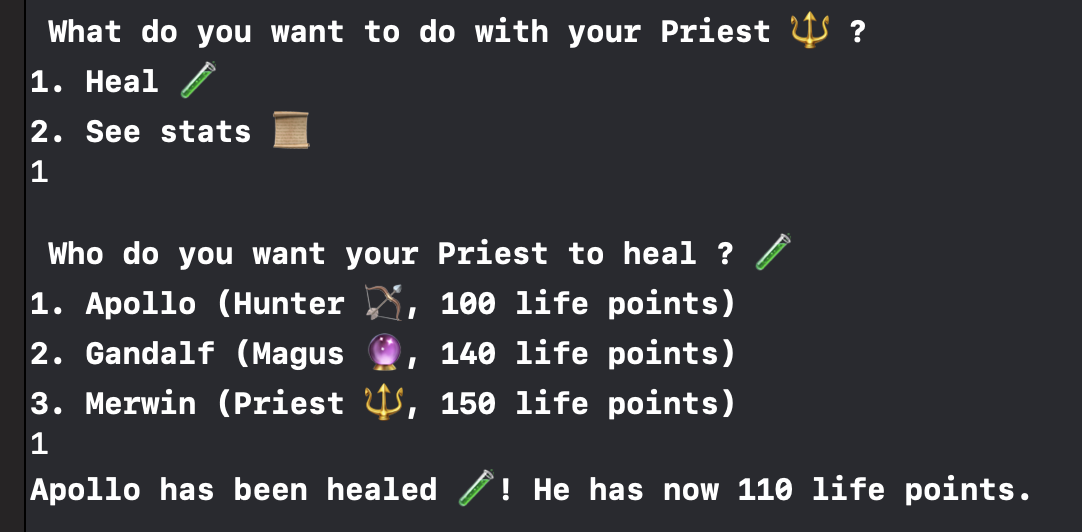 What do you want to do with your Priest 🔱 ?
1. Heal 🧪
2. See stats 📜
1
Who do you want your Priest to heal ? 🧪
1. Apollo (Hunter 🏹, 100 life points)
2. Gandalf (Magus 🔮, 140 life points)
3. Merwin (Priest 🔱, 150 life points)
1
Apollo has been healed 🧪! He has now 110 life points.